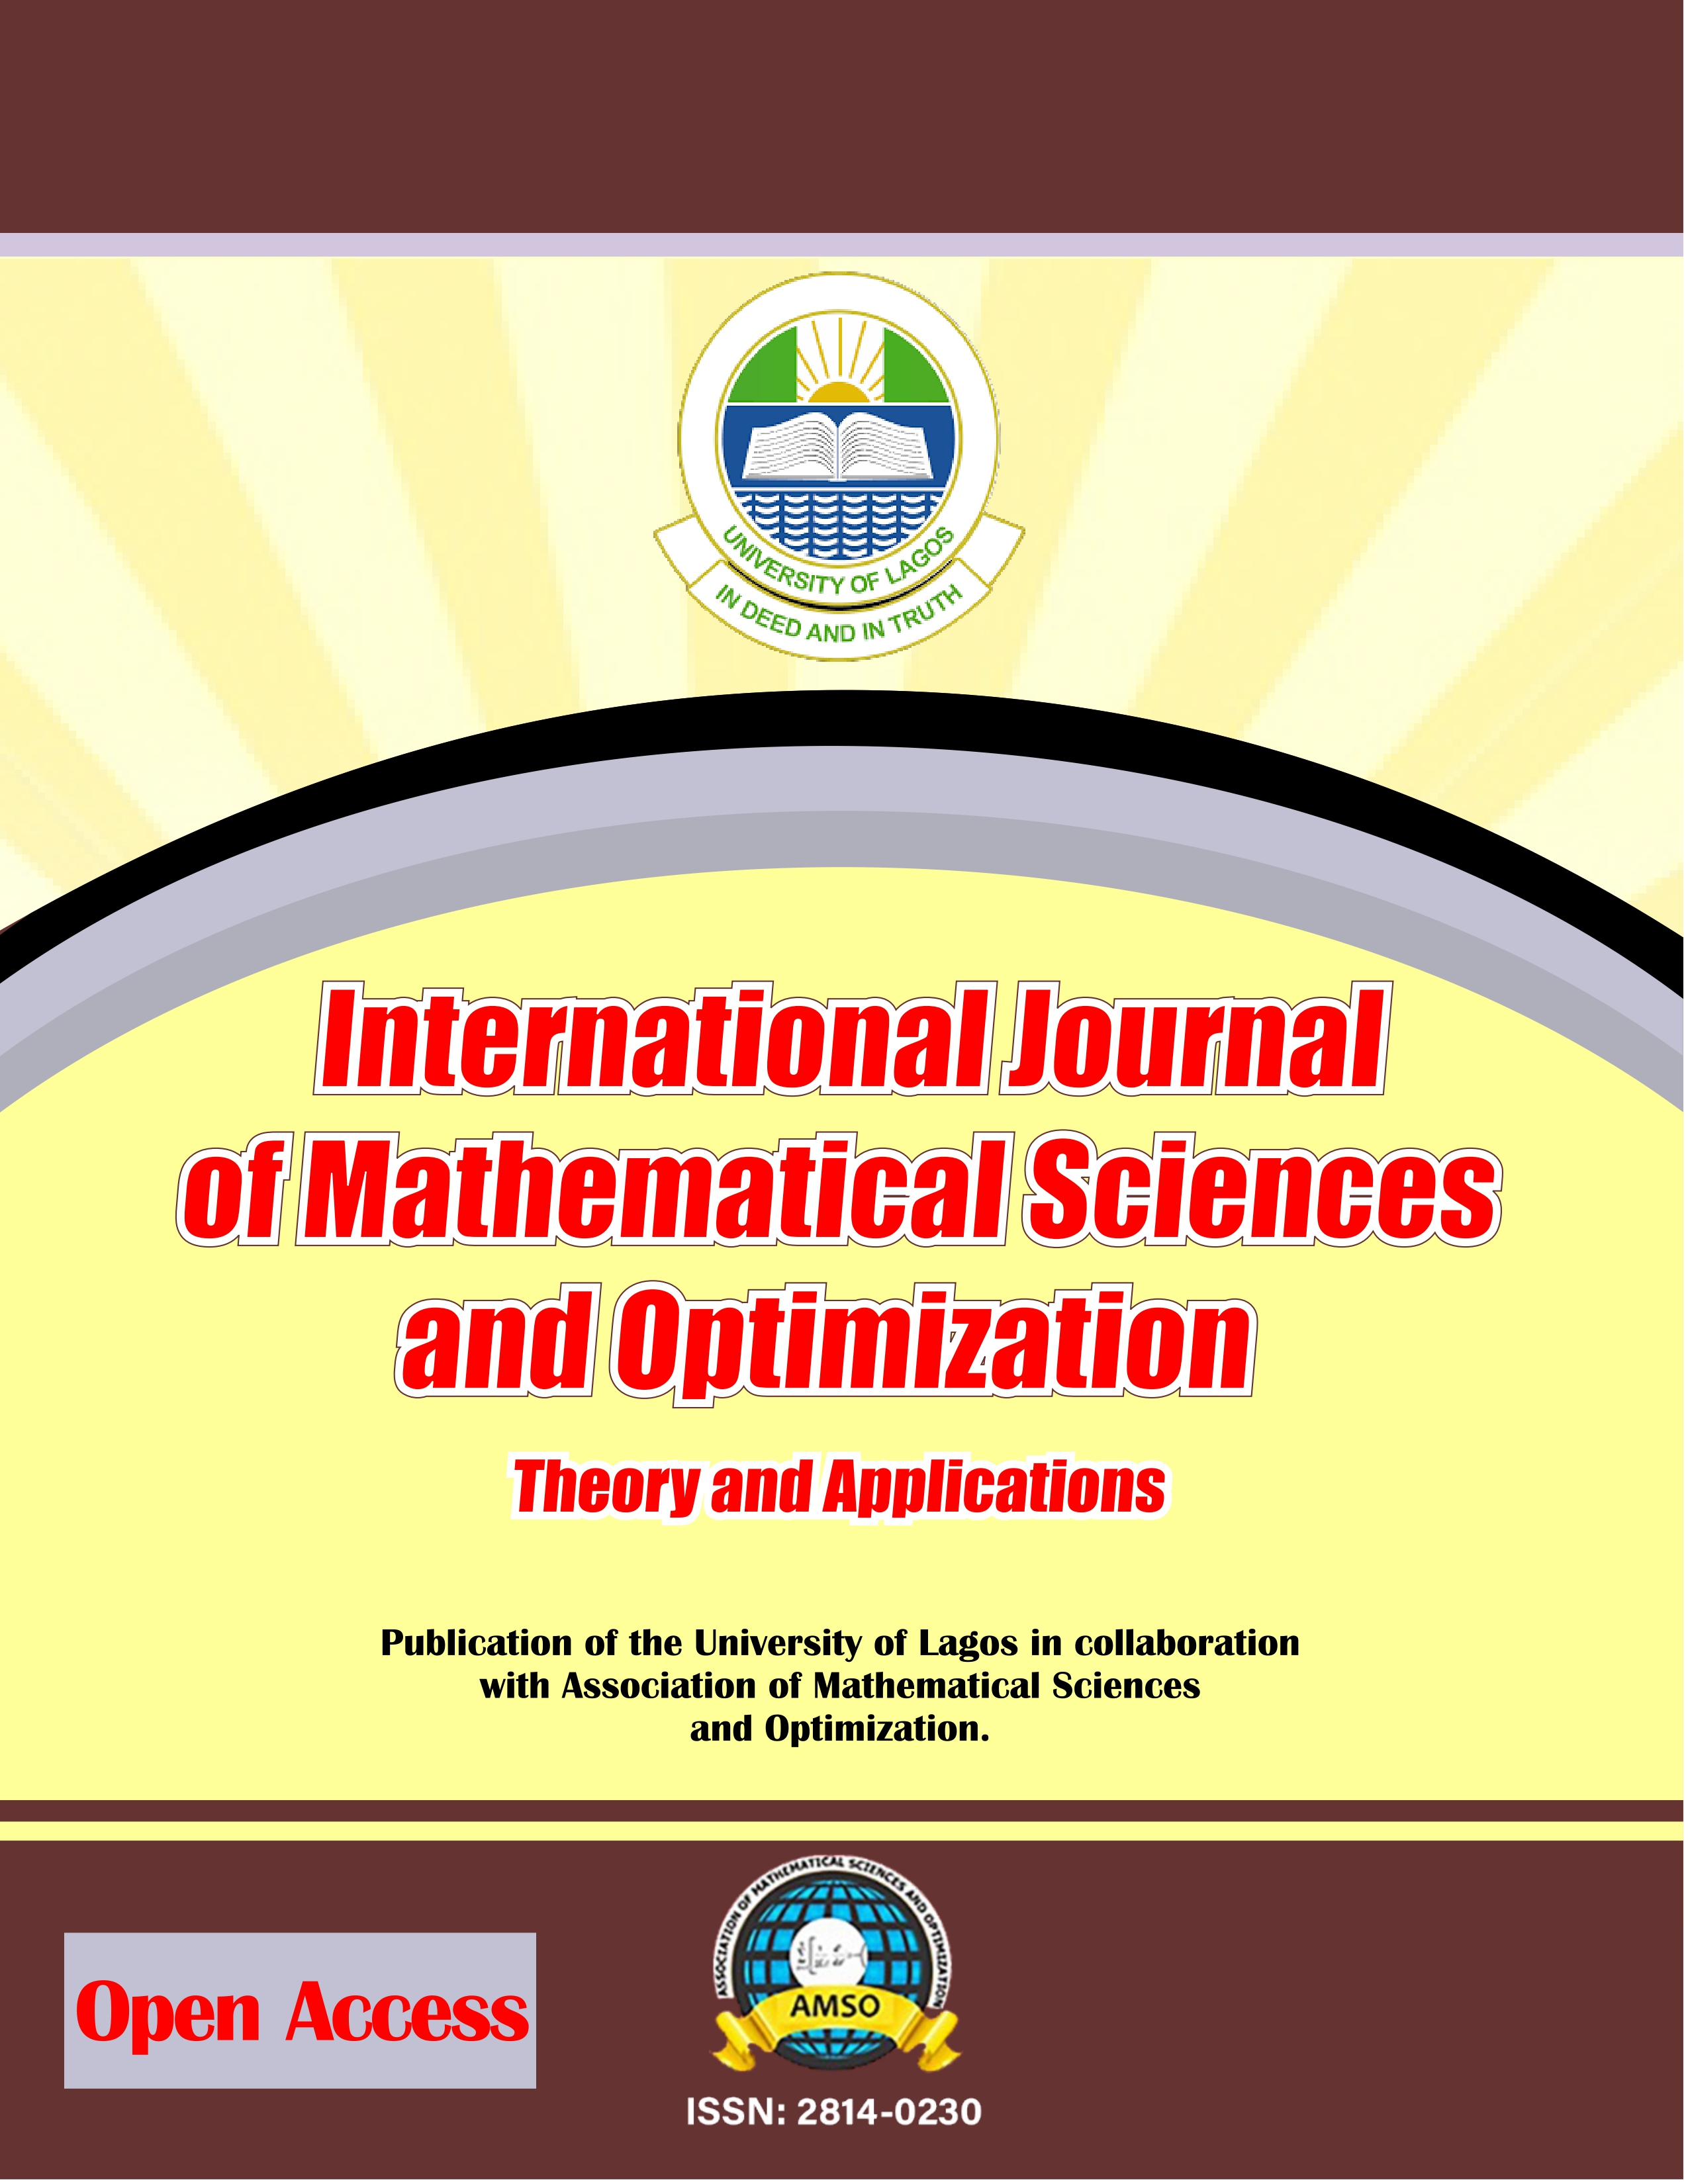 UNIVERSITY OF LAGOS
IN DEED AND IN TRUTH
International Journal
of Mathematical Sciences
and Optimization
Theory and Applications
Publication of the University of Lagos in collaboration
with Association of Mathematical Sciences
and Optimization.
Open Access
ASSOCIATION OF MATHEMATICAL SCIENCES AND OPTIMIZATION
AMSO
ISSN: 2814-0230